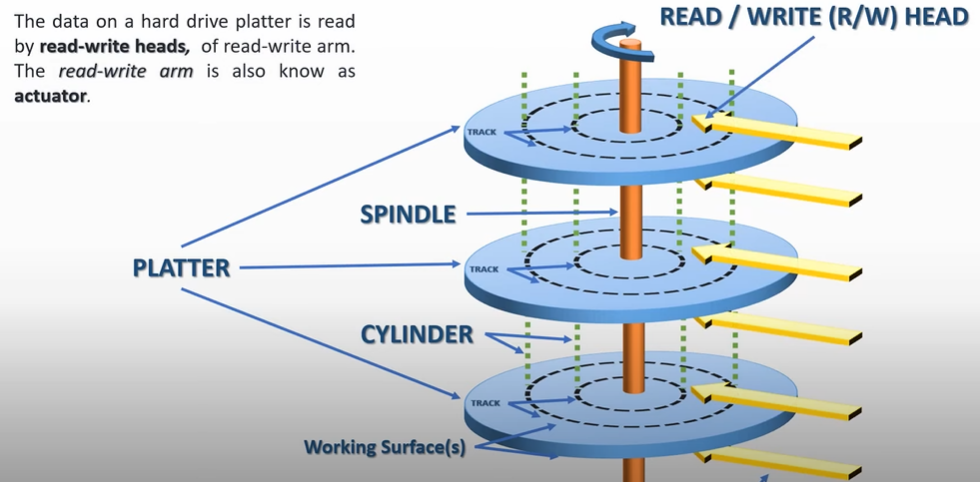 The data on a hard drive platter is read
by read-write heads, of read-write arm.
The read-write arm is also know as
actuator.
READ / WRITE (R/W) HEAD
TRACK
SPINDLE
PLATTER
TRACK
CYLINDER
TRACK
Working Surface(s)